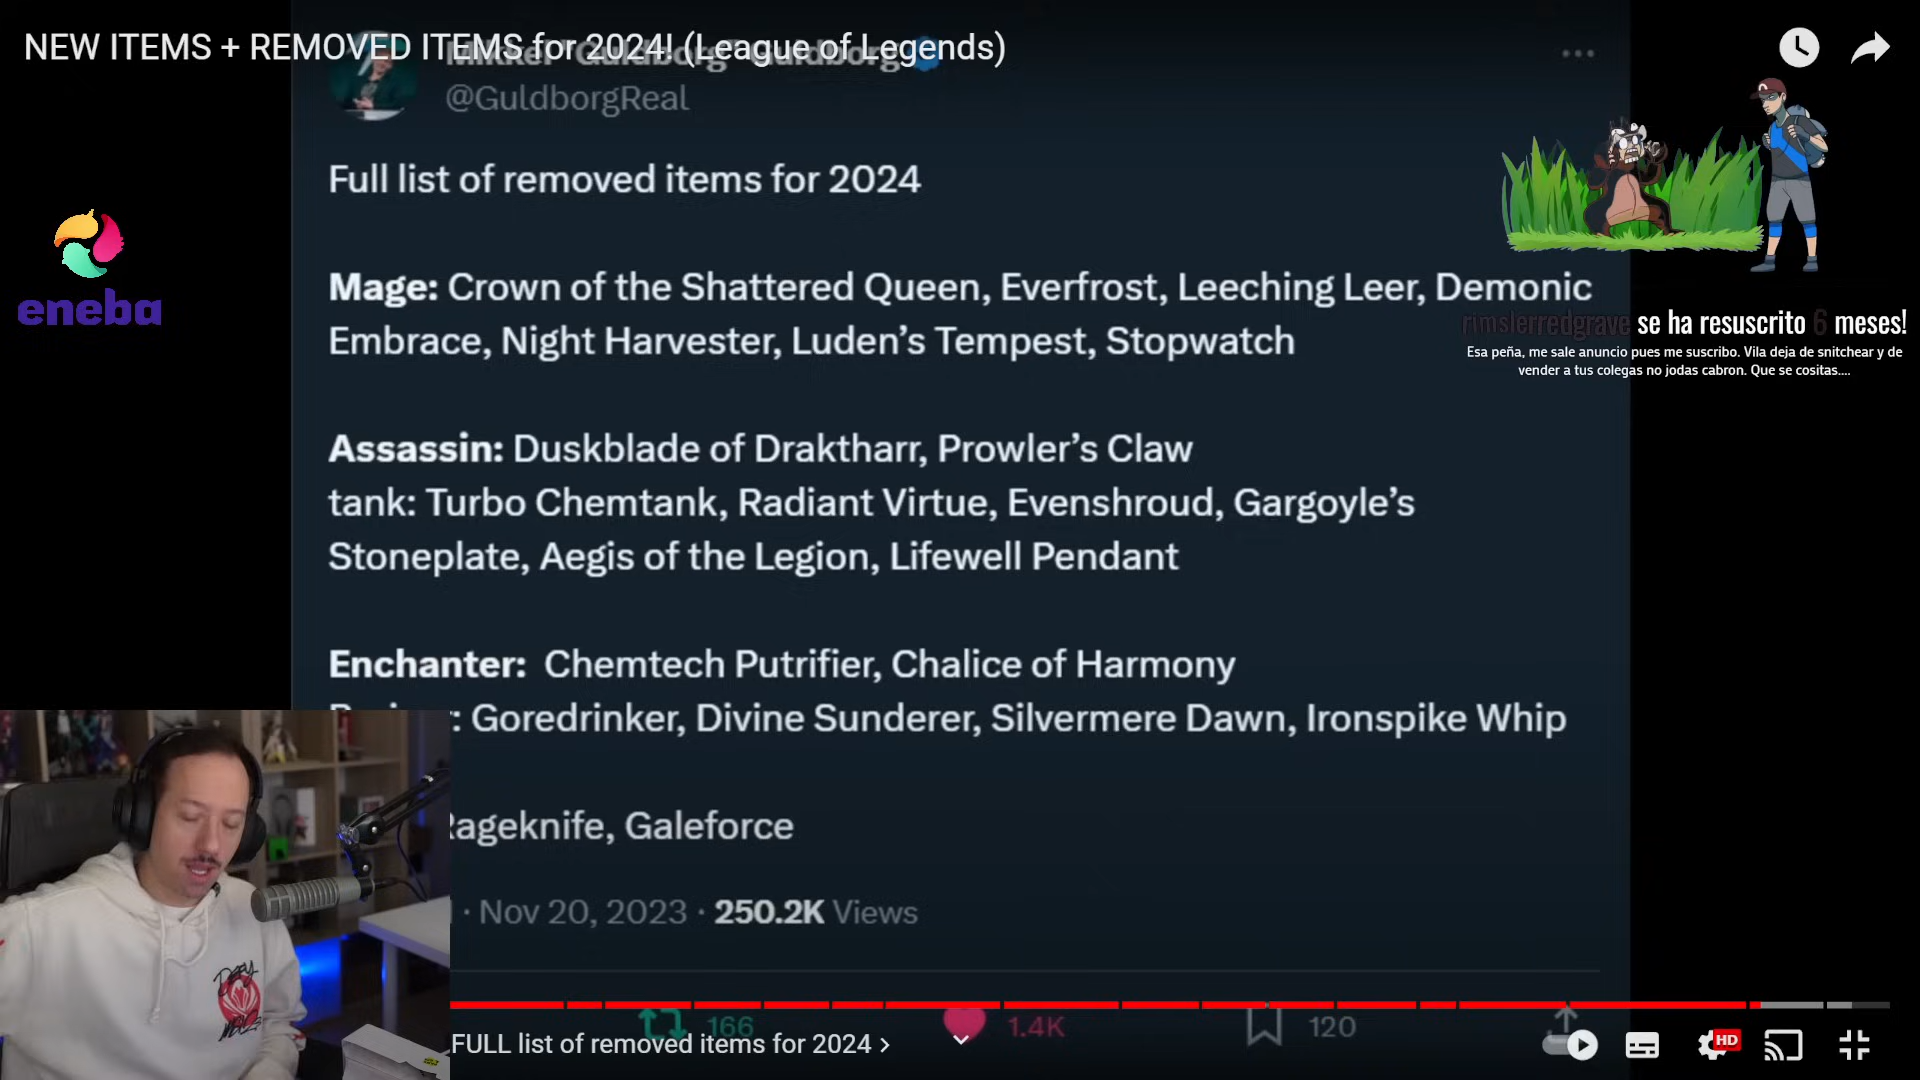 NEW ITEMS + REMOVED ITEMS for 2024! (League of Legends)
@GuldborgReal
Full list of removed items for 2024
Mage: Crown of the Shattered Queen, Everfrost, Leeching Leer, Demonic
Embrace, Night Harvester, Luden's Tempest, Stopwatch
Assassin: Duskblade of Draktharr, Prowler's Claw
tank: Turbo Chemtank, Radiant Virtue, Evenshroud, Gargoyle's
Stoneplate, Aegis of the Legion, Lifewell Pendant
Enchanter: Chemtech Putrifier, Chalice of Harmony
: Goredrinker, Divine Sunderer, Silvermere Dawn, Ironspike Whip
Rageknife, Galeforce
· Nov 20, 2023 · 250.2K Views
166 1.4K 120
FULL list of removed items for 2024 >
HD
eneba
rimslerredgrave se ha resuscrito 6 meses!
Esa peña, me sale anuncio pues me suscribo. Vila deja de snitchear y de
vender a tus colegas no jodas cabron. Que se cositas....